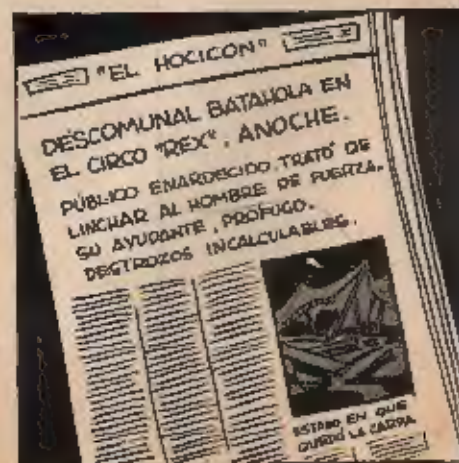 "EL HOCICON"
DESCOMUNAL BATAHOLA EN
EL CIRCO "REX". ANOCHE.
PUBLICO ENARDECIDO, TRATÓ DE
LINCHAR AL HOMBRE DE FUERZA.
SU AYUDANTE, PRÓFUGO.
DESTROZOS INCALCULABLES.
ESTADO EN QUE
QUEDÓ LA CARPA